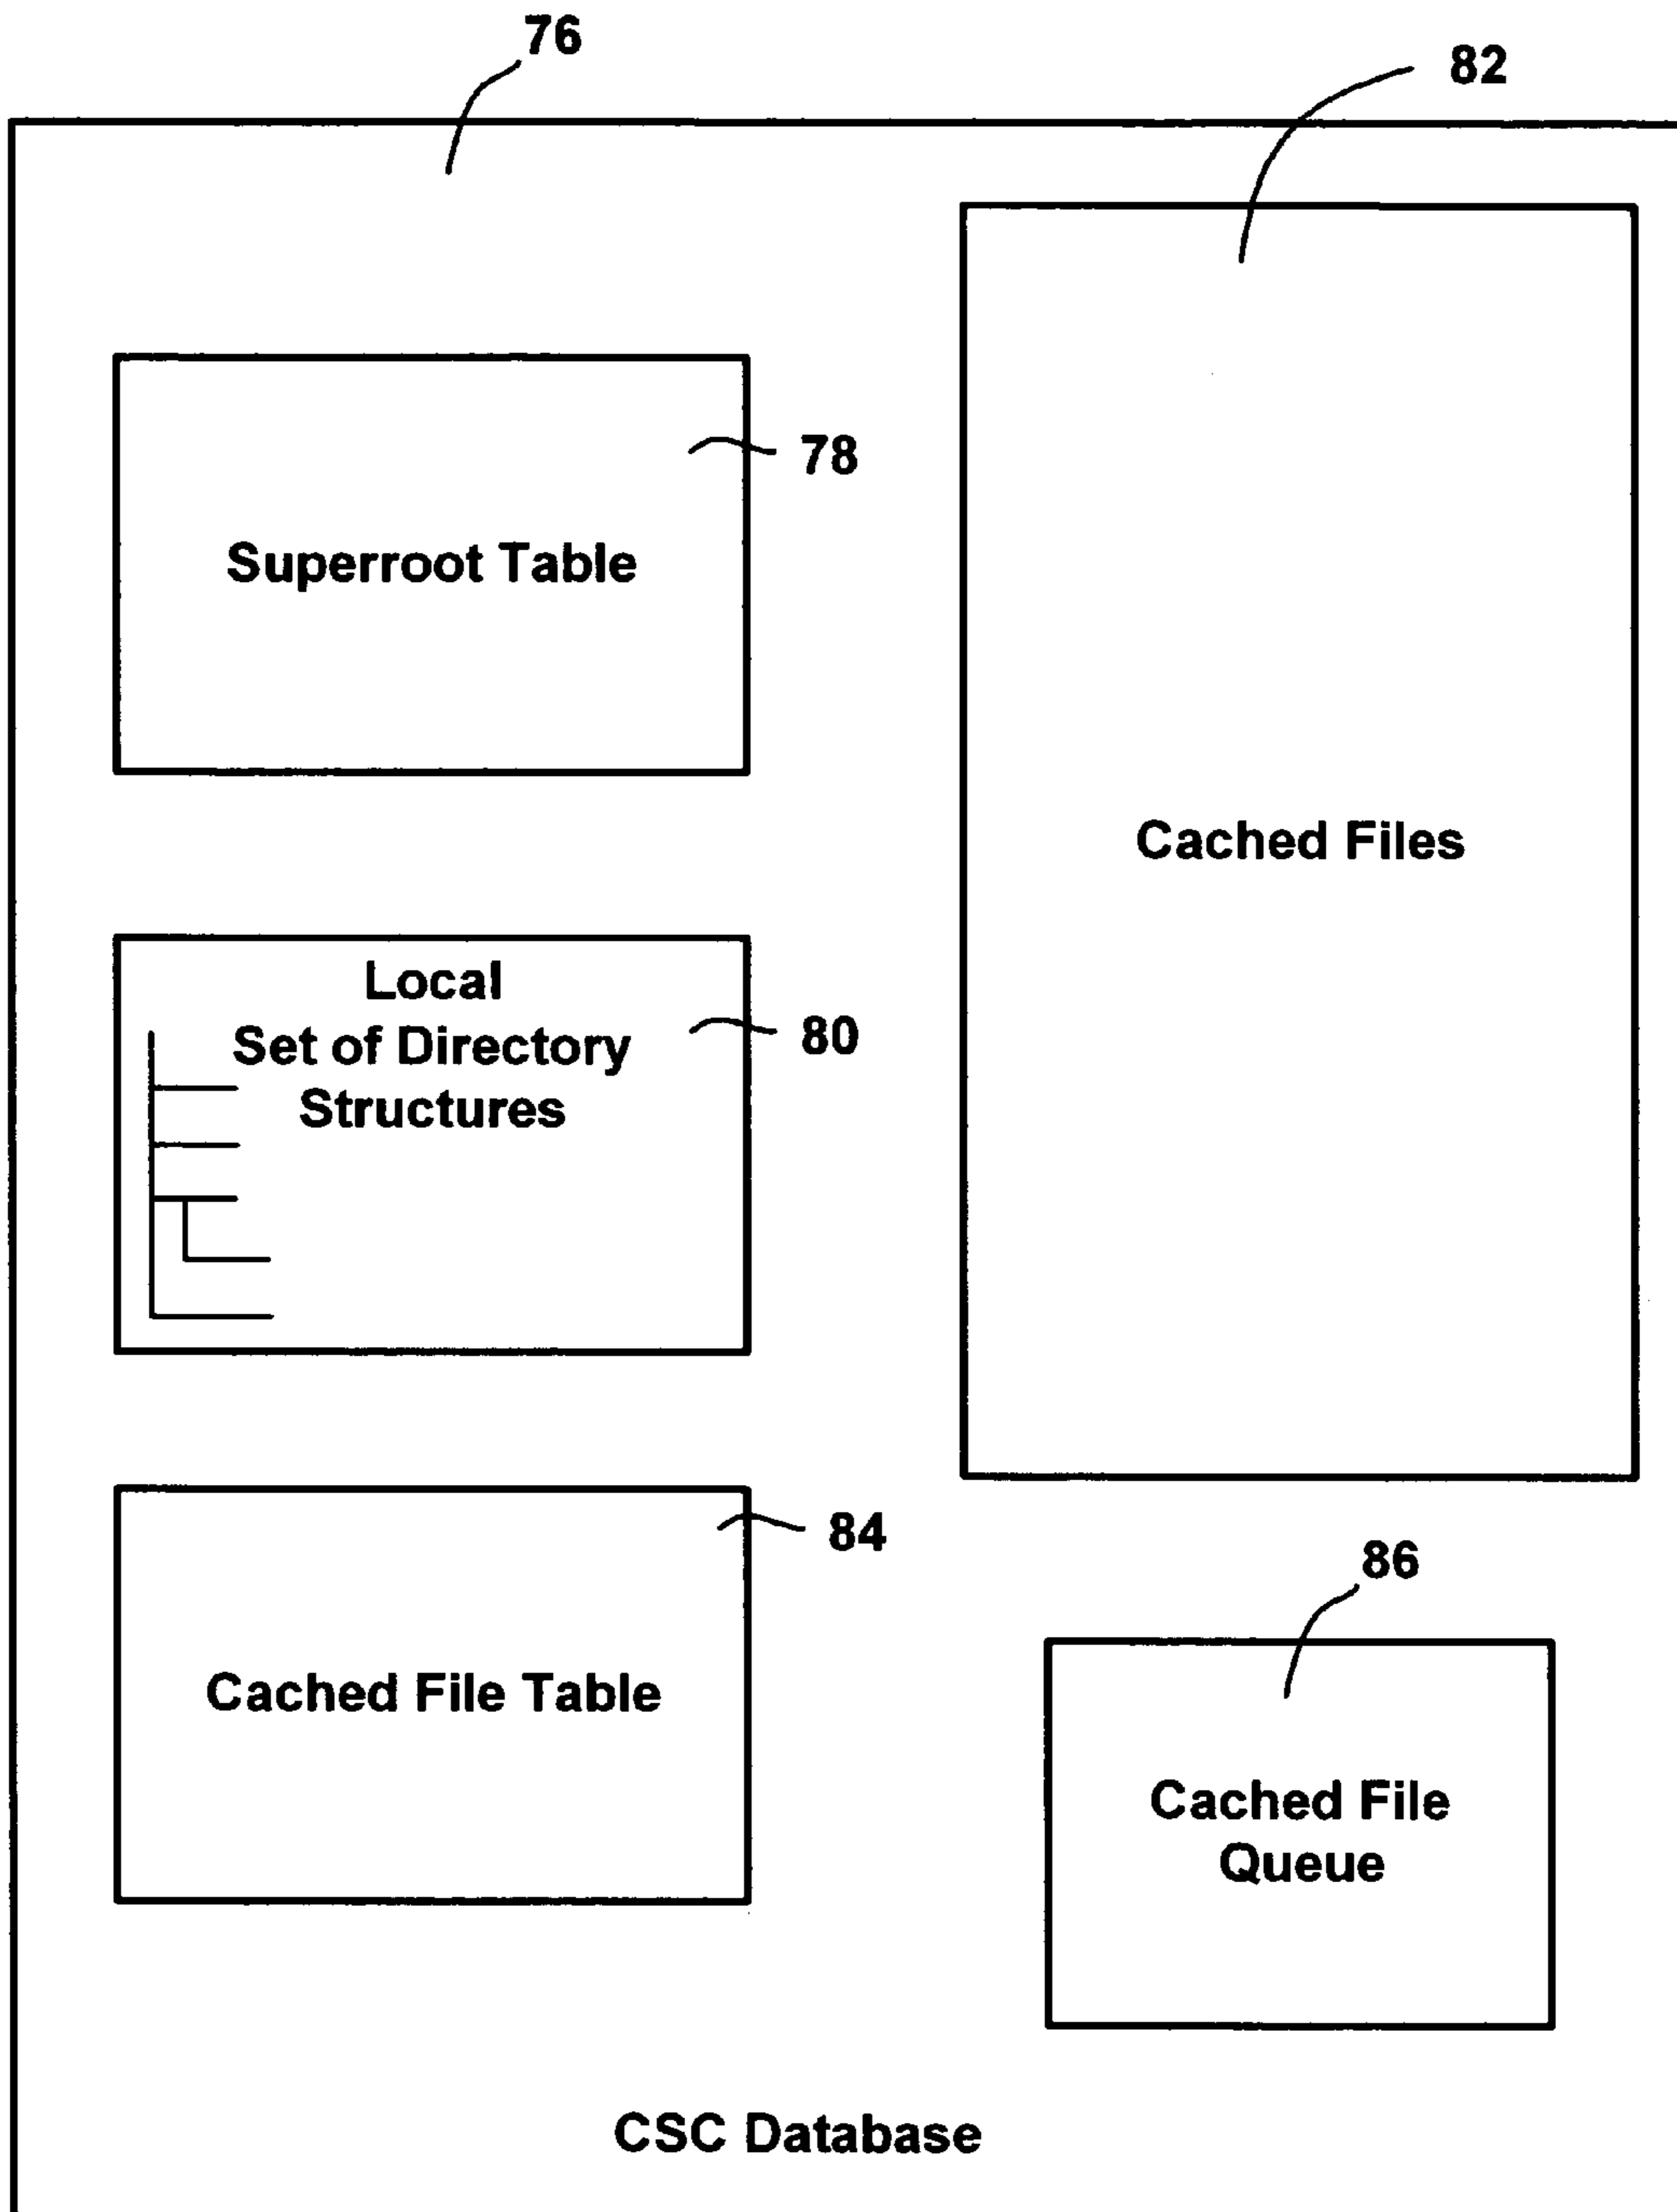 76
82
78
Superroot Table
Cached Files
Local
Set of Directory
Structures
80
84
Cached File Table
86
Cached File
Queue
CSC Database